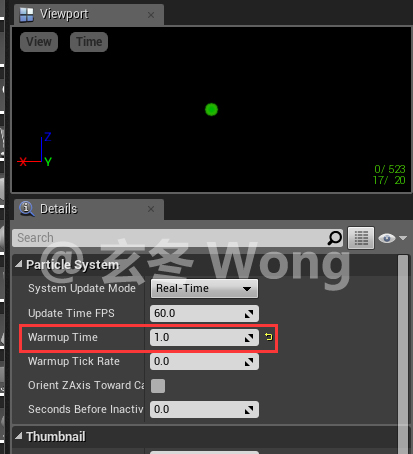 Viewport
View Time
Z
X Y
0/ 523
17/ 20
Details
Search
@ 玄冬 Wong
Particle System
System Update Mode Real-Time
Update Time FPS 60.0
Warmup Time 1.0
Warmup Tick Rate 0.0
Orient ZAxis Toward Ca
Seconds Before Inactiv 0.0
Thumbnail